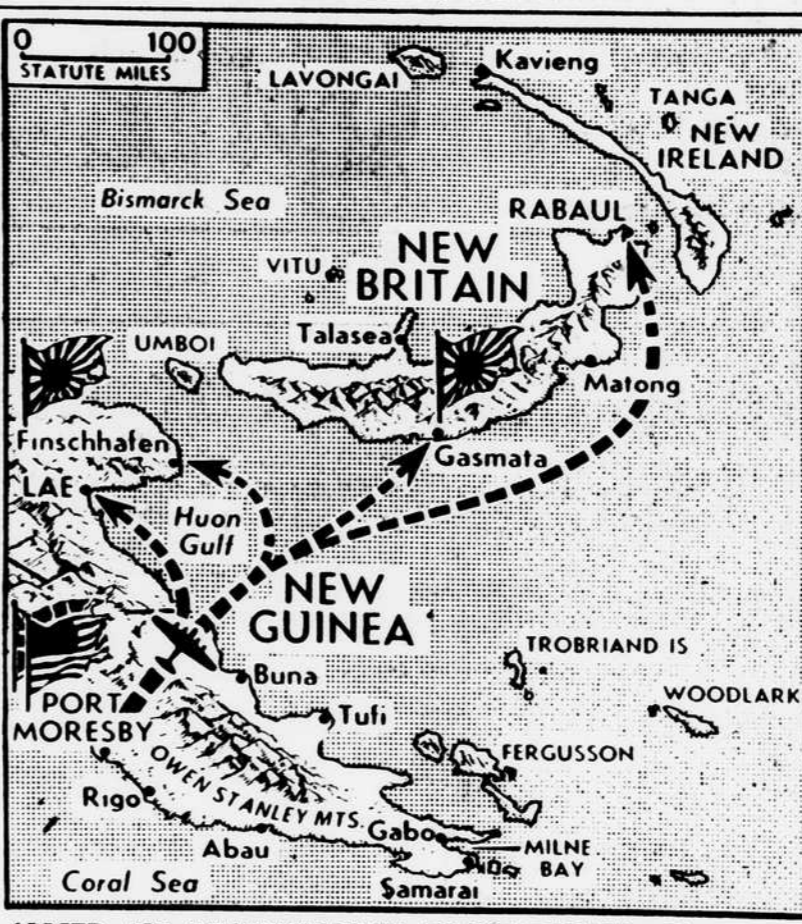 0 100
STATUTE MILES
LAVONGAI
Kavieng
TANGA
NEW
IRELAND
Bismarck Sea
RABAUL
NEW
BRITAIN
VITU
Talasea
UMBOI
Matong
Finschhafen
Gasmata
LAE
Huon
Gulf
NEW
GUINEA
TROBRIAND IS
Buna
WOODLARK
PORT
MORESBY
Tufi
FERGUSSON
OWEN STANLEY MTS.
Rigo
Gabo
Abau
MILNE
BAY
Samarai
Coral Sea